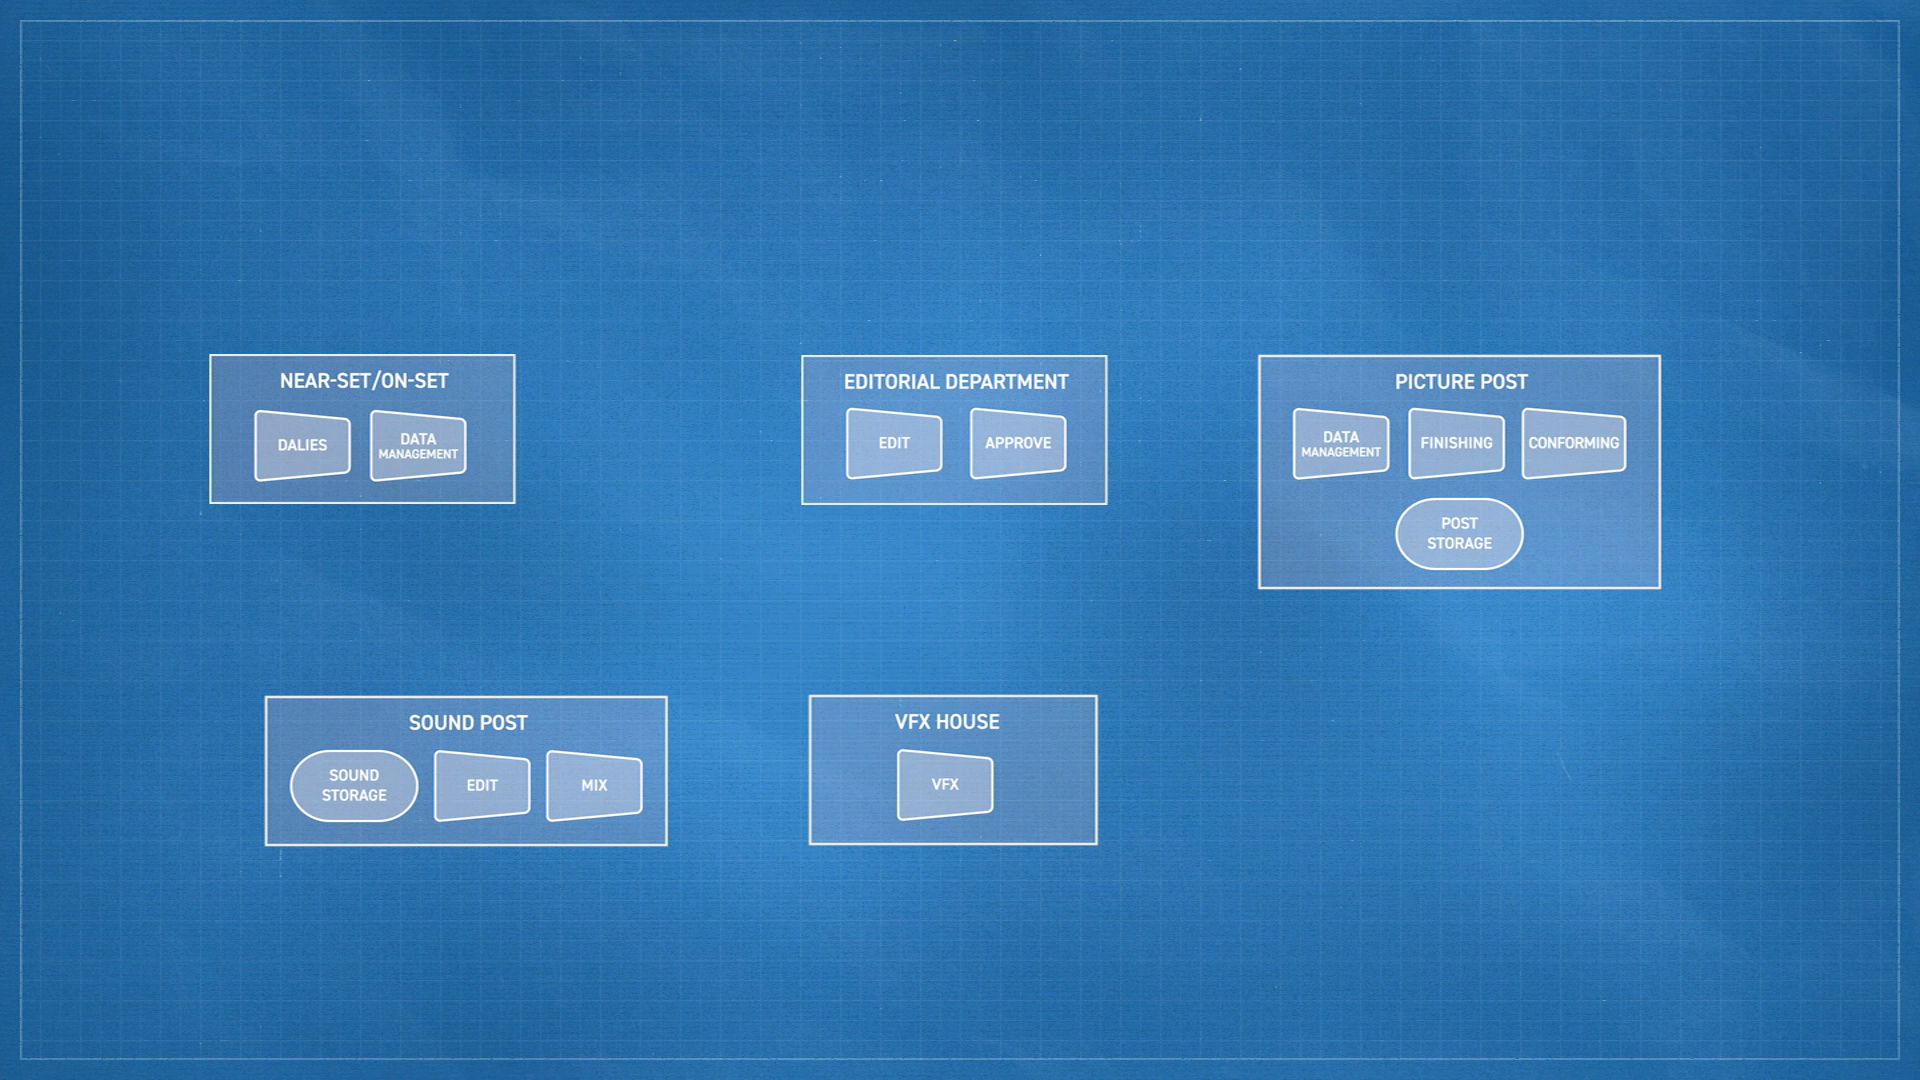 NEAR-SET/ON-SET
DALIES
DATA
MANAGEMENT
EDITORIAL DEPARTMENT
EDIT
APPROVE
PICTURE POST
DATA
MANAGEMENT
FINISHING
CONFORMING
POST
STORAGE
SOUND POST
SOUND
STORAGE
EDIT
MIX
VFX HOUSE
VFX